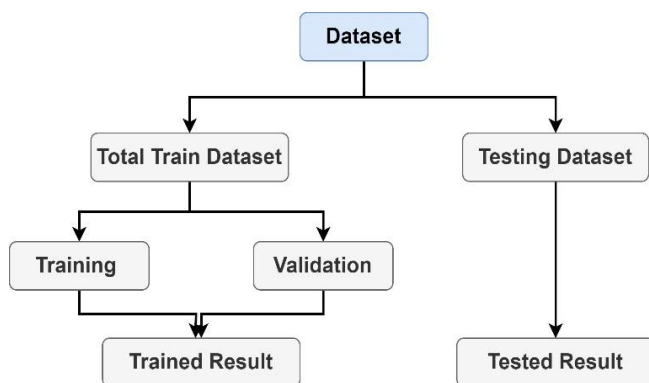 Dataset
Total Train Dataset
Testing Dataset
Training
Validation
Trained Result
Tested Result